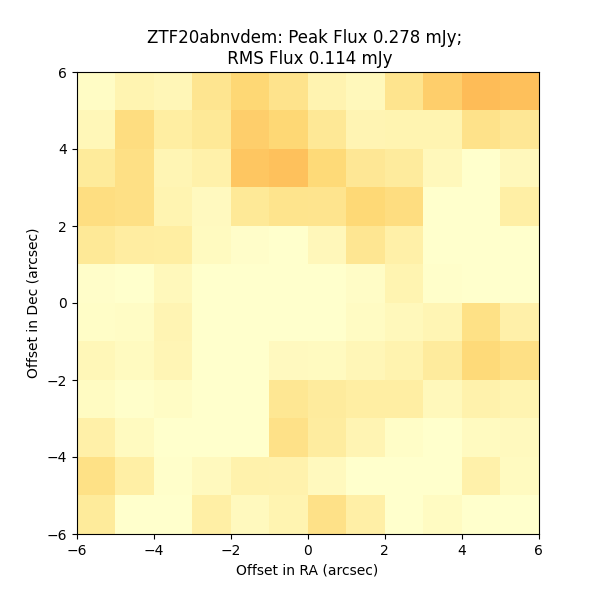 ZTF20abnvdem: Peak Flux 0.278 mJy;
RMS Flux 0.114 mJy
6
4
2
0
−2
−4
−6
Offset in Dec (arcsec)
−6 −4 −2 0 2 4 6
Offset in RA (arcsec)